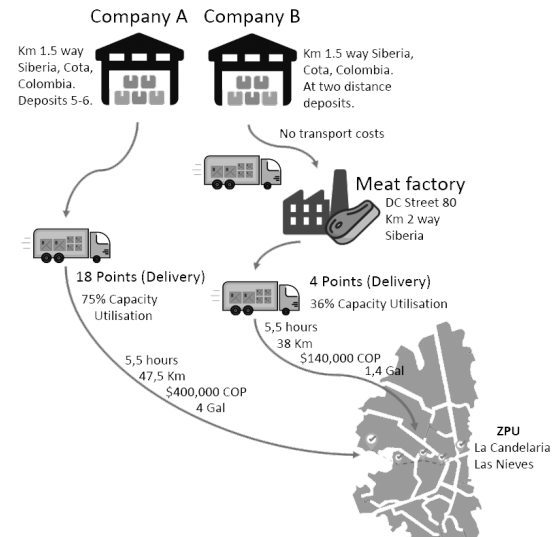 Company A
Company B
Km 1.5 way
Siberia, Cota,
Colombia.
Deposits 5-6.
Km 1.5 way Siberia,
Cota, Colombia.
At two distance
deposits.
No transport costs
Meat factory
DC Street 80
Km 2 way
Siberia
18 Points (Delivery)
75% Capacity
Utilisation
4 Points (Delivery)
36% Capacity Utilisation
5,5 hours
38 Km
$140,000 COP
1,4 Gal
5,5 hours
47,5 Km
$400,000 COP
4 Gal
ZPU
La Candelaria
Las Nieves